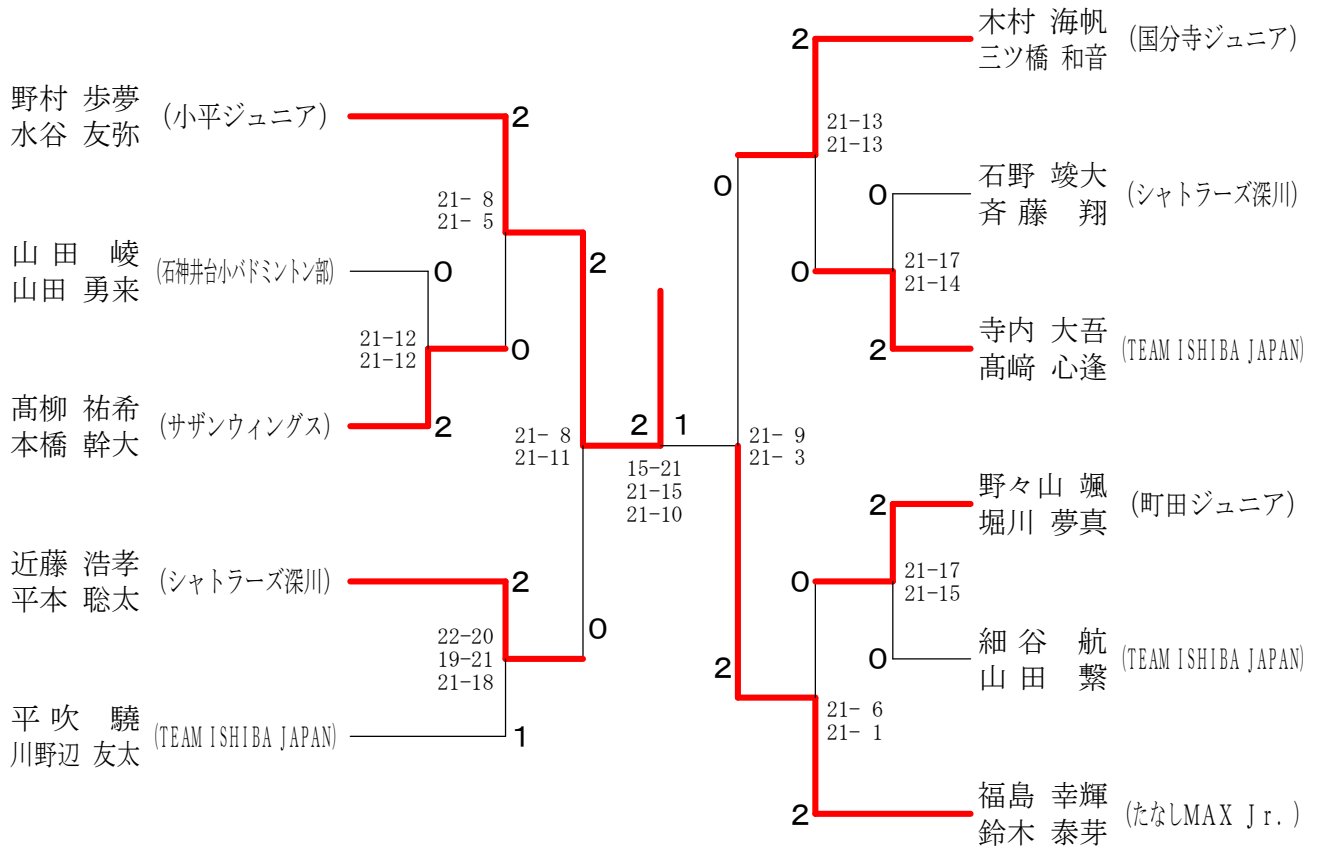 野村 歩夢
水谷 友弥
(小平ジュニア)
2
21- 8
21- 5
山田 崚
山田 勇来
(石神井台小バドミントン部)
0
21-12
21-12
0
髙柳 祐希
本橋 幹大
(サザンウィングス)
2
2
21- 8
21-11
近藤 浩孝
平本 聡太
(シャトラーズ深川)
2
22-20
19-21
21-18
0
平吹 驍
川野辺 友太
(TEAM ISHIBA JAPAN)
1
2 1
15-21
21-15
21-10
木村 海帆
三ツ橋 和音
(国分寺ジュニア)
2
21-13
21-13
0
石野 竣大
斉藤 翔
(シャトラーズ深川)
0
21-17
21-14
0
寺内 大吾
髙﨑 心逢
(TEAM ISHIBA JAPAN)
2
21- 9
21- 3
野々山 颯
堀川 夢真
(町田ジュニア)
2
21-17
21-15
0
細谷 航
山田 繋
(TEAM ISHIBA JAPAN)
0
2
21- 6
21- 1
福島 幸輝
鈴木 泰芽
(たなしMAX Jr.)
2